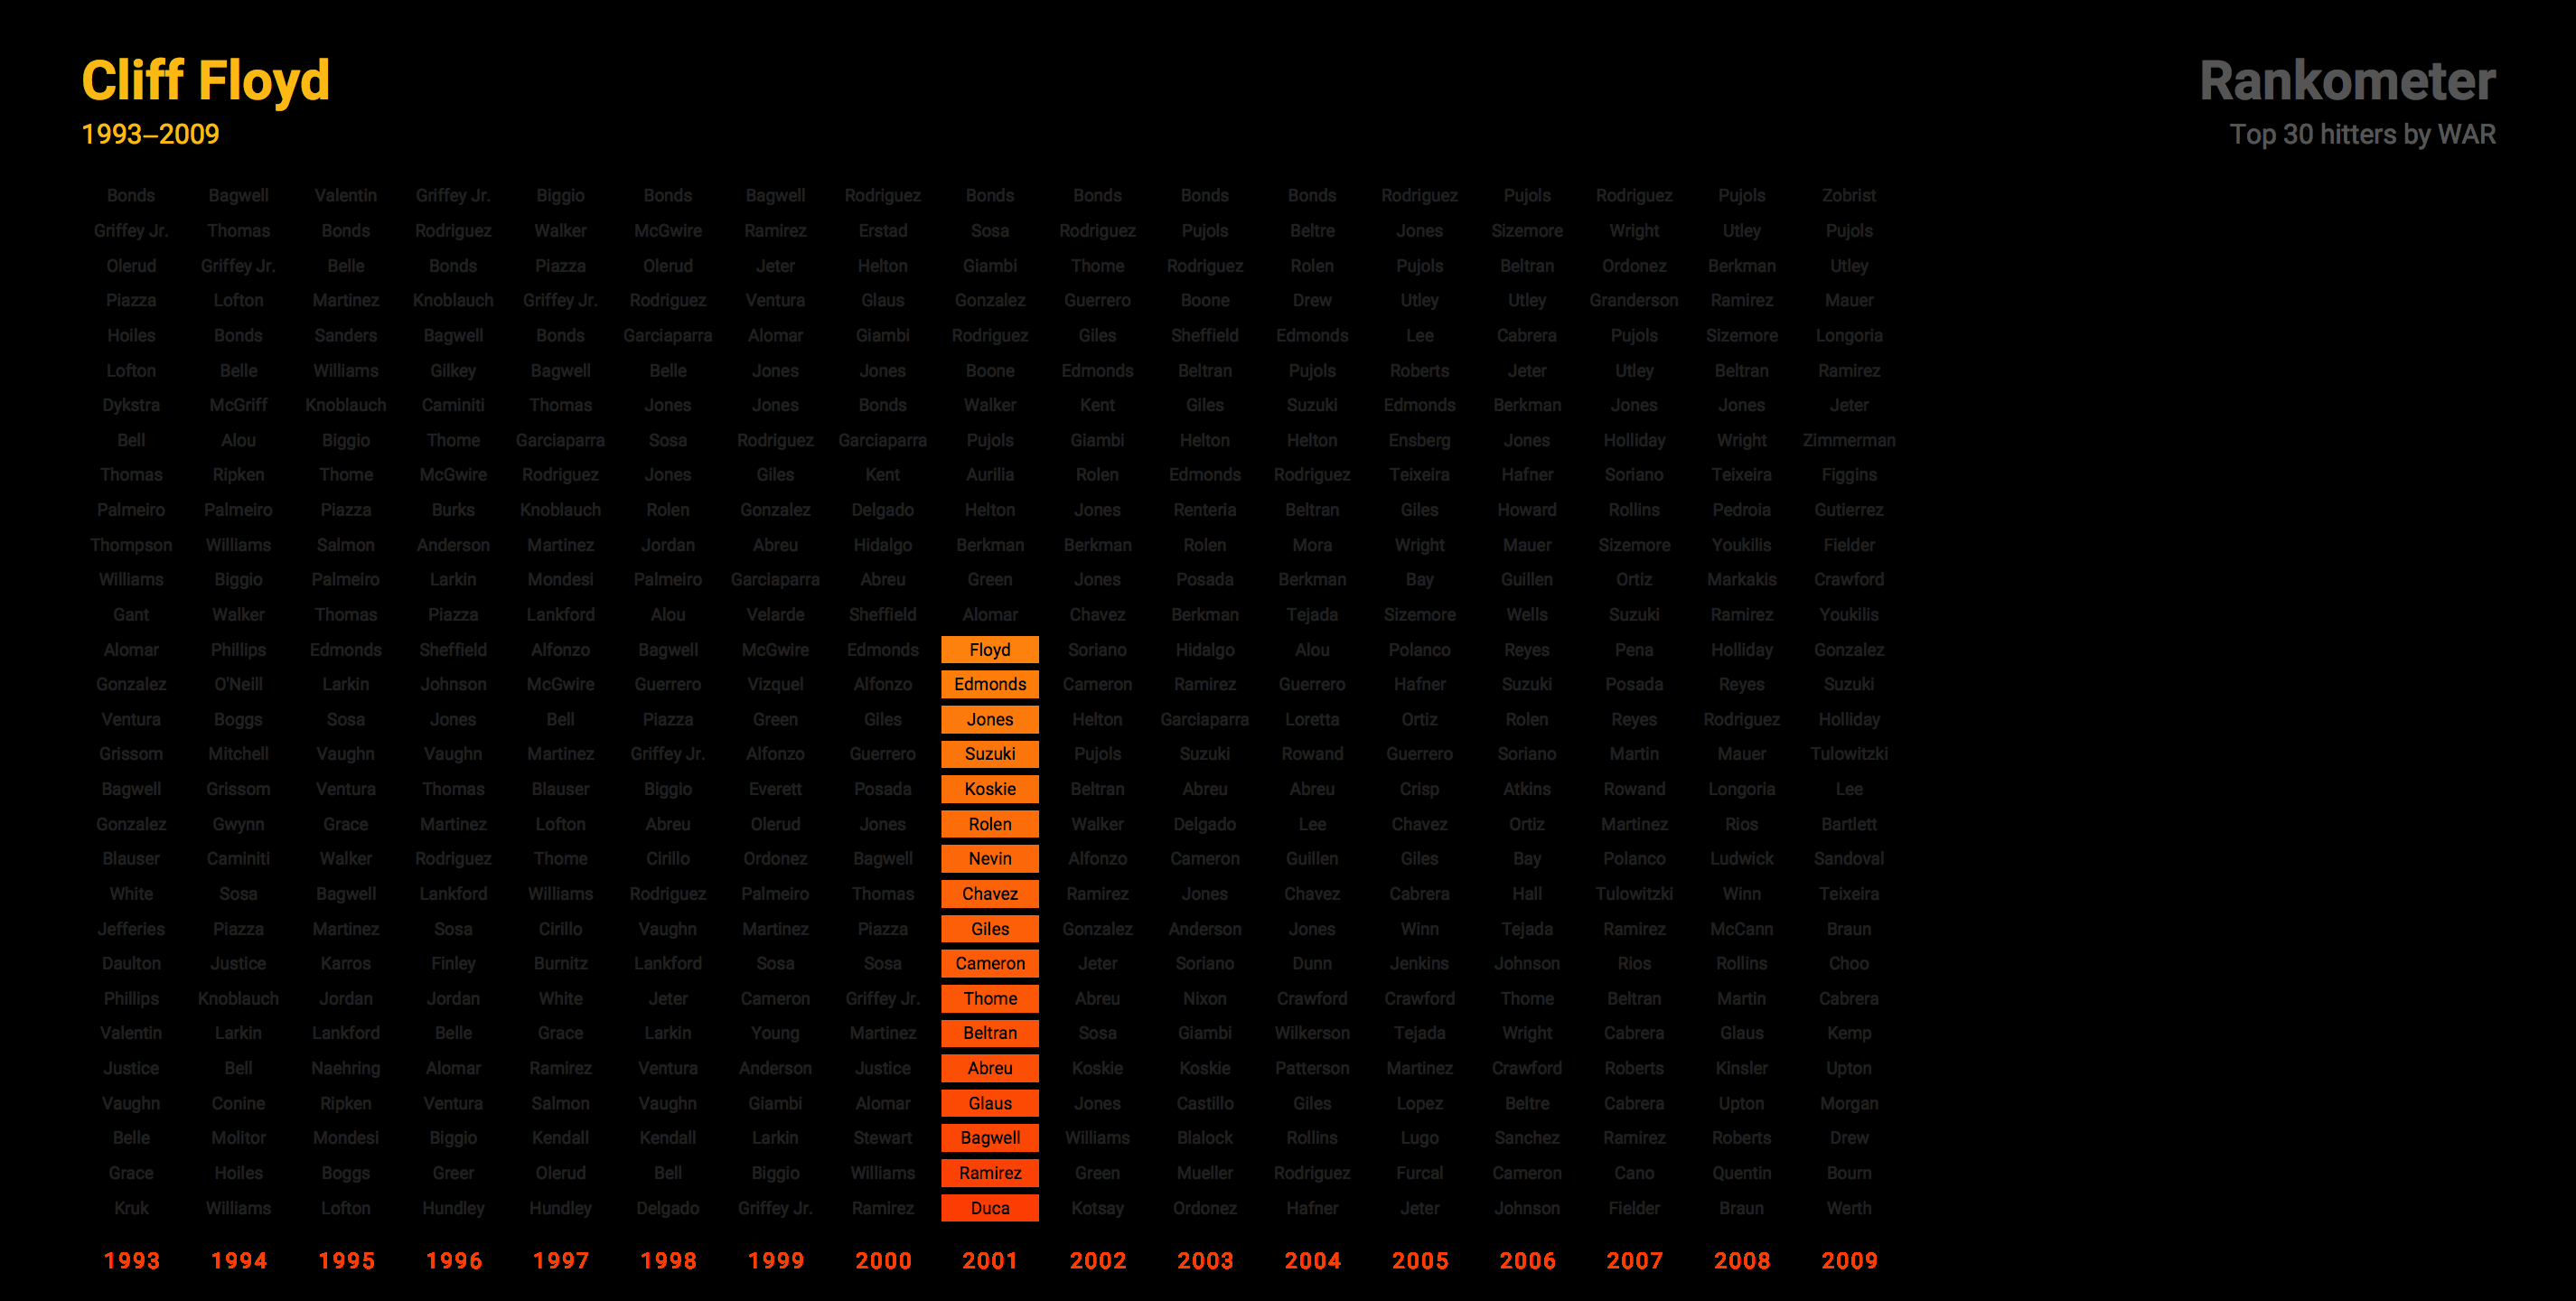 Cliff Floyd Rankometer
1993–2009 Top 30 hitters by WAR
Bonds Bagwell Valentin Griffey Jr. Biggio Bonds Bagwell Rodriguez Bonds Bonds Bonds Bonds Rodriguez Pujols Rodriguez Pujols Zobrist
Griffey Jr. Thomas Bonds Rodriguez Walker McGwire Ramirez Erstad Sosa Rodriguez Pujols Beltre Jones Sizemore Wright Utley Pujols
Olerud Griffey Jr. Belle Bonds Piazza Olerud Jeter Helton Giambi Thome Rodriguez Rolen Pujols Beltran Ordonez Berkman Utley
Piazza Lofton Martinez Knoblauch Griffey Jr. Rodriguez Ventura Glaus Gonzalez Guerrero Boone Drew Utley Utley Granderson Ramirez Mauer
Hoiles Bonds Sanders Bagwell Bonds Garciaparra Alomar Giambi Rodriguez Giles Sheffield Edmonds Lee Cabrera Pujols Sizemore Longoria
Lofton Belle Williams Gilkey Bagwell Belle Jones Jones Boone Edmonds Beltran Pujols Roberts Jeter Utley Beltran Ramirez
Dykstra McGriff Knoblauch Caminiti Thomas Jones Jones Bonds Walker Kent Giles Suzuki Edmonds Berkman Jones Jones Jeter
Bell Alou Biggio Thome Garciaparra Sosa Rodriguez Garciaparra Pujols Giambi Helton Helton Ensberg Jones Holliday Wright Zimmerman
Thomas Ripken Thome McGwire Rodriguez Jones Giles Kent Aurilia Rolen Edmonds Rodriguez Teixeira Hafner Soriano Teixeira Figgins
Palmeiro Palmeiro Piazza Burks Knoblauch Rolen Gonzalez Delgado Helton Jones Renteria Beltran Giles Howard Rollins Pedroia Gutierrez
Thompson Williams Salmon Anderson Martinez Jordan Abreu Hidalgo Berkman Berkman Rolen Mora Wright Mauer Sizemore Youkilis Fielder
Williams Biggio Palmeiro Larkin Mondesi Palmeiro Garciaparra Abreu Green Jones Posada Berkman Bay Guillen Ortiz Markakis Crawford
Gant Walker Thomas Piazza Lankford Alou Velarde Sheffield Alomar Chavez Berkman Tejada Sizemore Wells Suzuki Ramirez Youkilis
Alomar Phillips Edmonds Sheffield Alfonzo Bagwell McGwire Edmonds Floyd Soriano Hidalgo Alou Polanco Reyes Pena Holliday Gonzalez
Gonzalez O'Neill Larkin Johnson McGwire Guerrero Vizquel Alfonzo Edmonds Cameron Ramirez Guerrero Hafner Suzuki Posada Reyes Suzuki
Ventura Boggs Sosa Jones Bell Piazza Green Giles Jones Helton Garciaparra Loretta Ortiz Rolen Reyes Rodriguez Holliday
Grissom Mitchell Vaughn Vaughn Martinez Griffey Jr. Alfonzo Guerrero Suzuki Pujols Suzuki Rowand Guerrero Soriano Martin Mauer Tulowitzki
Bagwell Grissom Ventura Thomas Blauser Biggio Everett Posada Koskie Beltran Abreu Abreu Crisp Atkins Rowand Longoria Lee
Gonzalez Gwynn Grace Martinez Lofton Abreu Olerud Jones Rolen Walker Delgado Lee Chavez Ortiz Martinez Rios Bartlett
Blauser Caminiti Walker Rodriguez Thome Cirillo Ordonez Bagwell Nevin Alfonzo Cameron Guillen Giles Bay Polanco Ludwick Sandoval
White Sosa Bagwell Lankford Williams Rodriguez Palmeiro Thomas Chavez Ramirez Jones Chavez Cabrera Hall Tulowitzki Winn Teixeira
Jefferies Piazza Martinez Sosa Cirillo Vaughn Martinez Piazza Giles Gonzalez Anderson Jones Winn Tejada Ramirez McCann Braun
Daulton Justice Karros Finley Burnitz Lankford Sosa Sosa Cameron Jeter Soriano Dunn Jenkins Johnson Rios Rollins Choo
Phillips Knoblauch Jordan Jordan White Jeter Cameron Griffey Jr. Thome Abreu Nixon Crawford Crawford Thome Beltran Martin Cabrera
Valentin Larkin Lankford Belle Grace Larkin Young Martinez Beltran Sosa Giambi Wilkerson Tejada Wright Cabrera Glaus Kemp
Justice Bell Naehring Alomar Ramirez Ventura Anderson Justice Abreu Koskie Koskie Patterson Martinez Crawford Roberts Kinsler Upton
Vaughn Conine Ripken Ventura Salmon Vaughn Giambi Alomar Glaus Jones Castillo Giles Lopez Beltre Cabrera Upton Morgan
Belle Molitor Mondesi Biggio Kendall Kendall Larkin Stewart Bagwell Williams Blalock Rollins Lugo Sanchez Ramirez Roberts Drew
Grace Hoiles Boggs Greer Olerud Bell Biggio Williams Ramirez Green Mueller Rodriguez Furcal Cameron Cano Quentin Bourn
Kruk Williams Lofton Hundley Hundley Delgado Griffey Jr. Ramirez Duca Kotsay Ordonez Hafner Jeter Johnson Fielder Braun Werth
1993 1994 1995 1996 1997 1998 1999 2000 2001 2002 2003 2004 2005 2006 2007 2008 2009